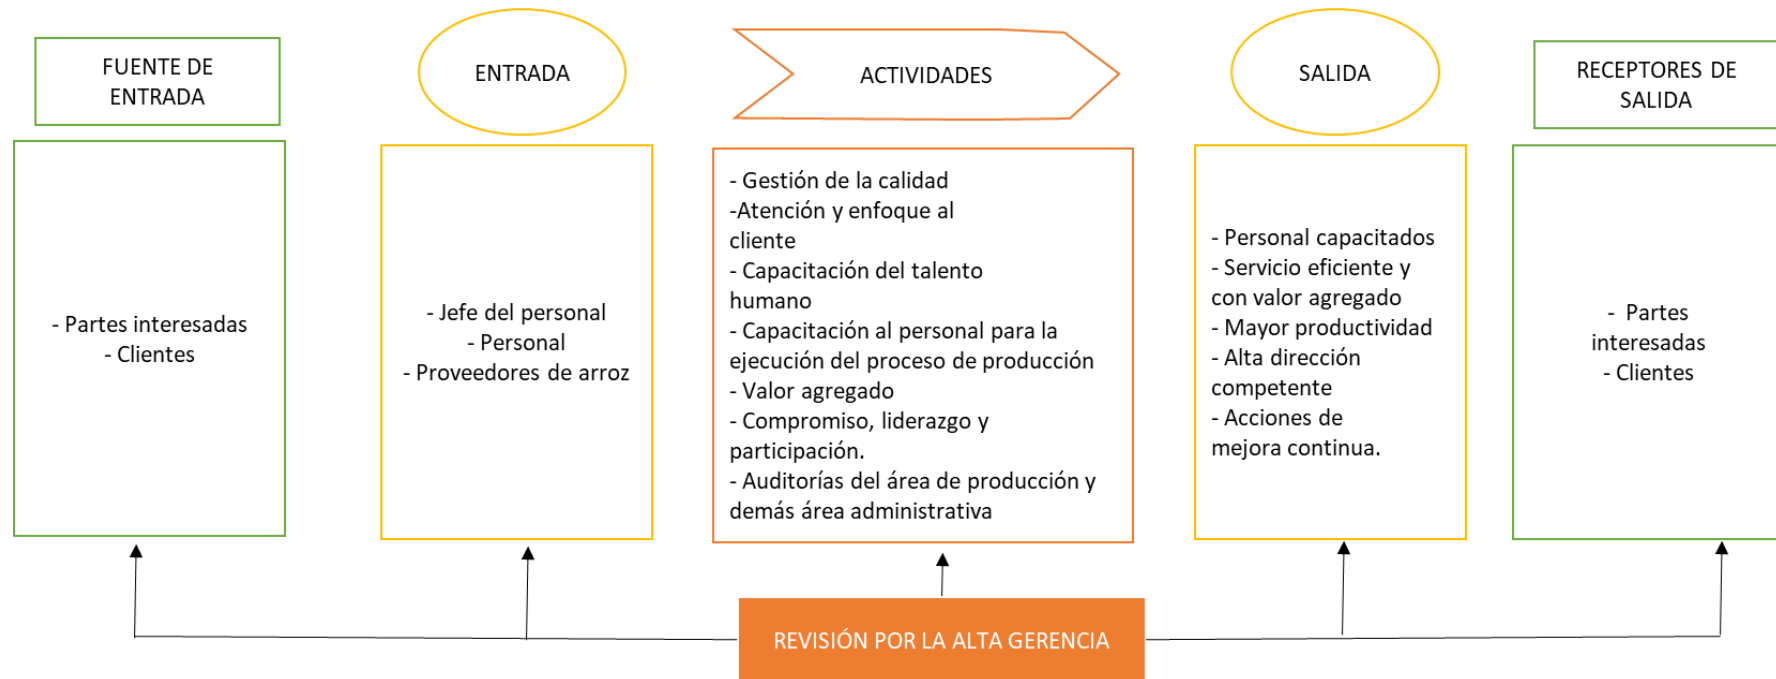 FUENTE DE
ENTRADA
ENTRADA
ACTIVIDADES
SALIDA
RECEPTORES DE
SALIDA
- Partes interesadas
- Clientes
- Jefe del personal
- Personal
- Proveedores de arroz
- Gestión de la calidad
-Atención y enfoque al
cliente
- Capacitación del talento
humano
- Capacitación al personal para la
ejecución del proceso de producción
- Valor agregado
- Compromiso, liderazgo y
participación.
- Auditorías del área de producción y
demás área administrativa
- Personal capacitados
- Servicio eficiente y
con valor agregado
- Mayor productividad
- Alta dirección
competente
- Acciones de
mejora continua.
- Partes
interesadas
- Clientes
REVISIÓN POR LA ALTA GERENCIA